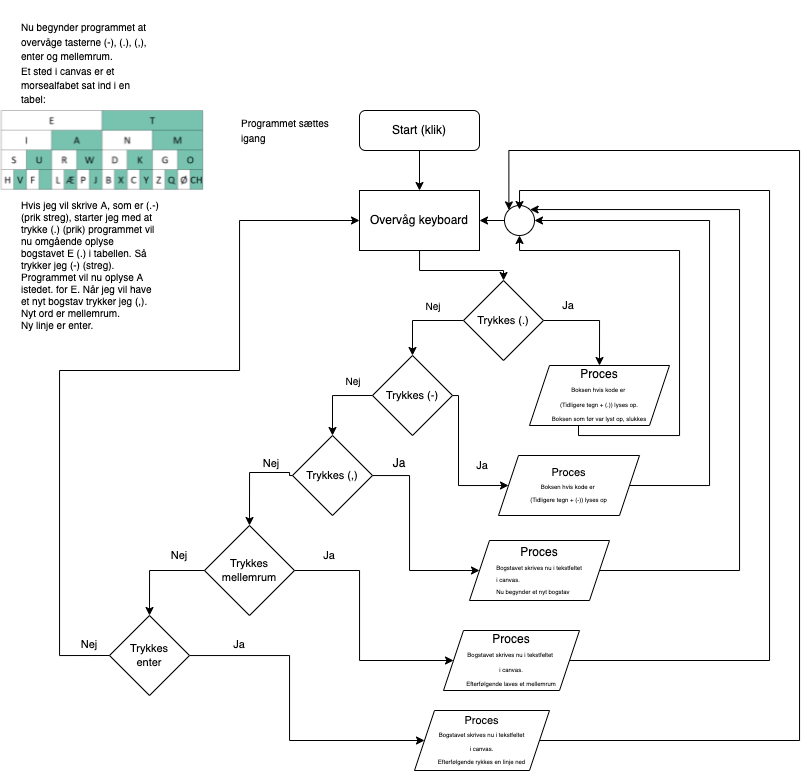 Nu begynder programmet at
overvåge tasterne (-), (.), (,),
enter og mellemrum.
Et sted i canvas er et
morsealfabet sat ind i en
tabel:
E T
I A N M
S U R W D K G O
H V F L Æ P J B X C Y Z Q Ø CH
Hvis jeg vil skrive A, som er (.-)
(prik streg), starter jeg med at
trykke (.) (prik) programmet vil
nu omgående oplyse
bogstavet E (.) i tabellen. Så
trykker jeg (-) (streg).
Programmet vil nu oplyse A
istedet. for E. Når jeg vil have
et nyt bogstav trykker jeg (,).
Nyt ord er mellemrum.
Ny linje er enter.
Programmet sættes
igang
Start (klik)
Overvåg keyboard
Trykkes (.)
Nej
Ja
Proces
Boksen hvis kode er
(Tidligere tegn + (,)) lyses op.
Boksen som før var lyst op, slukkes
Trykkes (-)
Nej
Ja
Proces
Boksen hvis kode er
(Tidligere tegn + (-)) lyses op
Trykkes (,)
Nej
Ja
Proces
Bogstavet skrives nu i tekstfeltet
i canvas.
Nu begynder et nyt bogstav
Trykkes
mellemrum
Nej
Ja
Proces
Bogstavet skrives nu i tekstfeltet
i canvas.
Efterfølgende laves et mellemrum
Trykkes
enter
Nej
Ja
Proces
Bogstavet skrives nu i tekstfeltet
i canvas.
Efterfølgende rykkes en linje ned